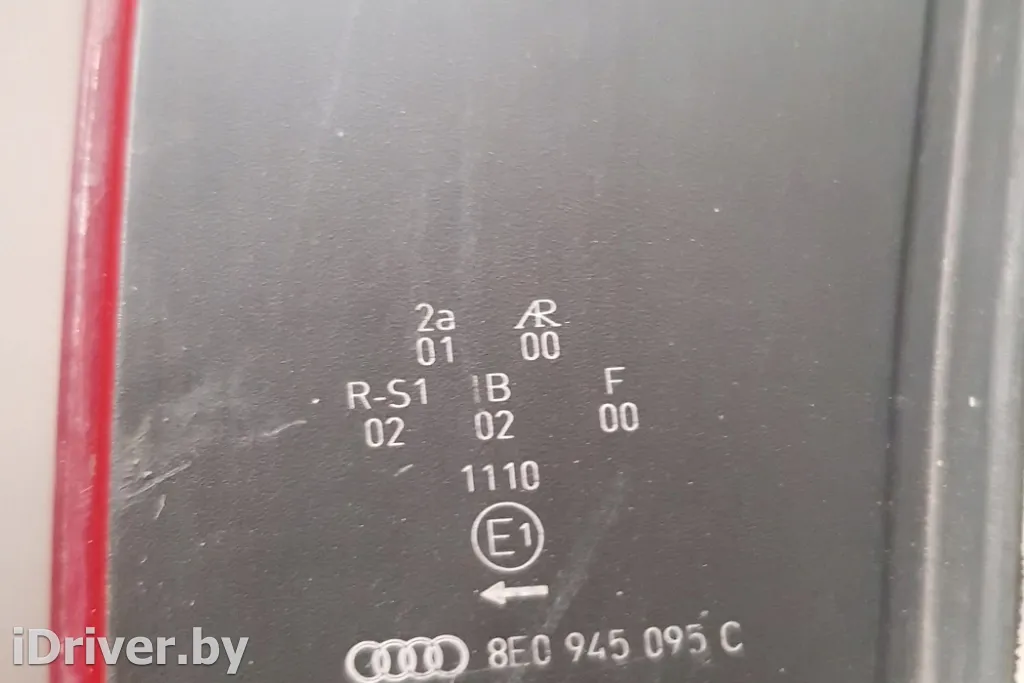 2a AR
01 00
R-S1 IB F
02 02 00
1110
E1
8E0 945 095 C
iDriver.by